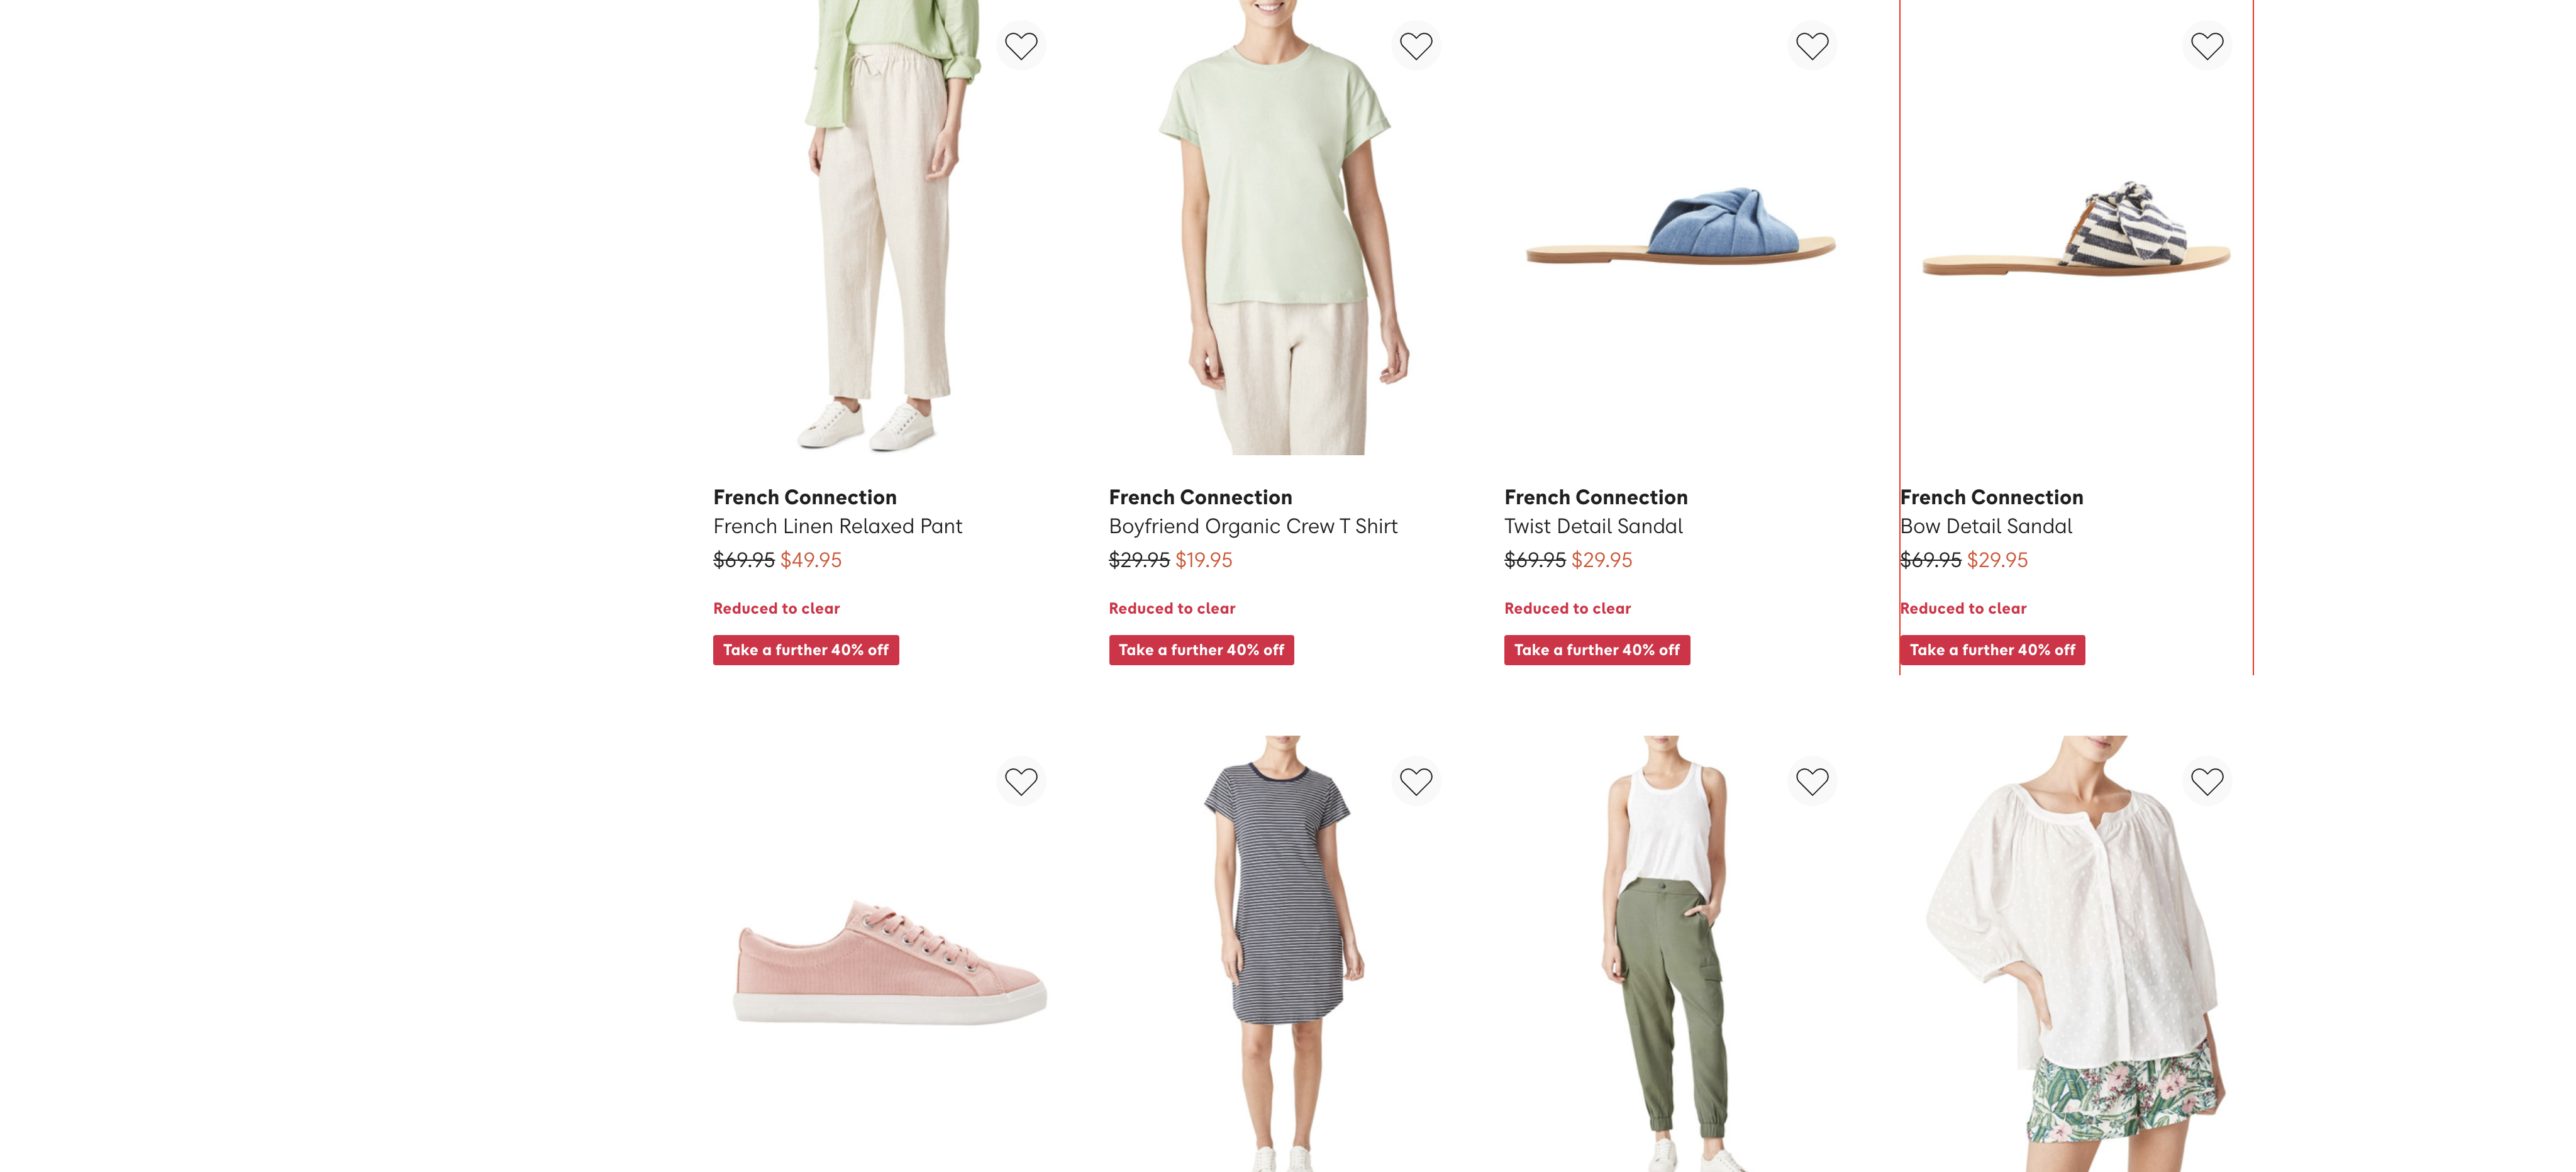 French Connection
French Linen Relaxed Pant
$69.95 $49.95
Reduced to clear
Take a further 40% off
French Connection
Boyfriend Organic Crew T Shirt
$29.95 $19.95
Reduced to clear
Take a further 40% off
French Connection
Twist Detail Sandal
$69.95 $29.95
Reduced to clear
Take a further 40% off
French Connection
Bow Detail Sandal
$69.95 $29.95
Reduced to clear
Take a further 40% off